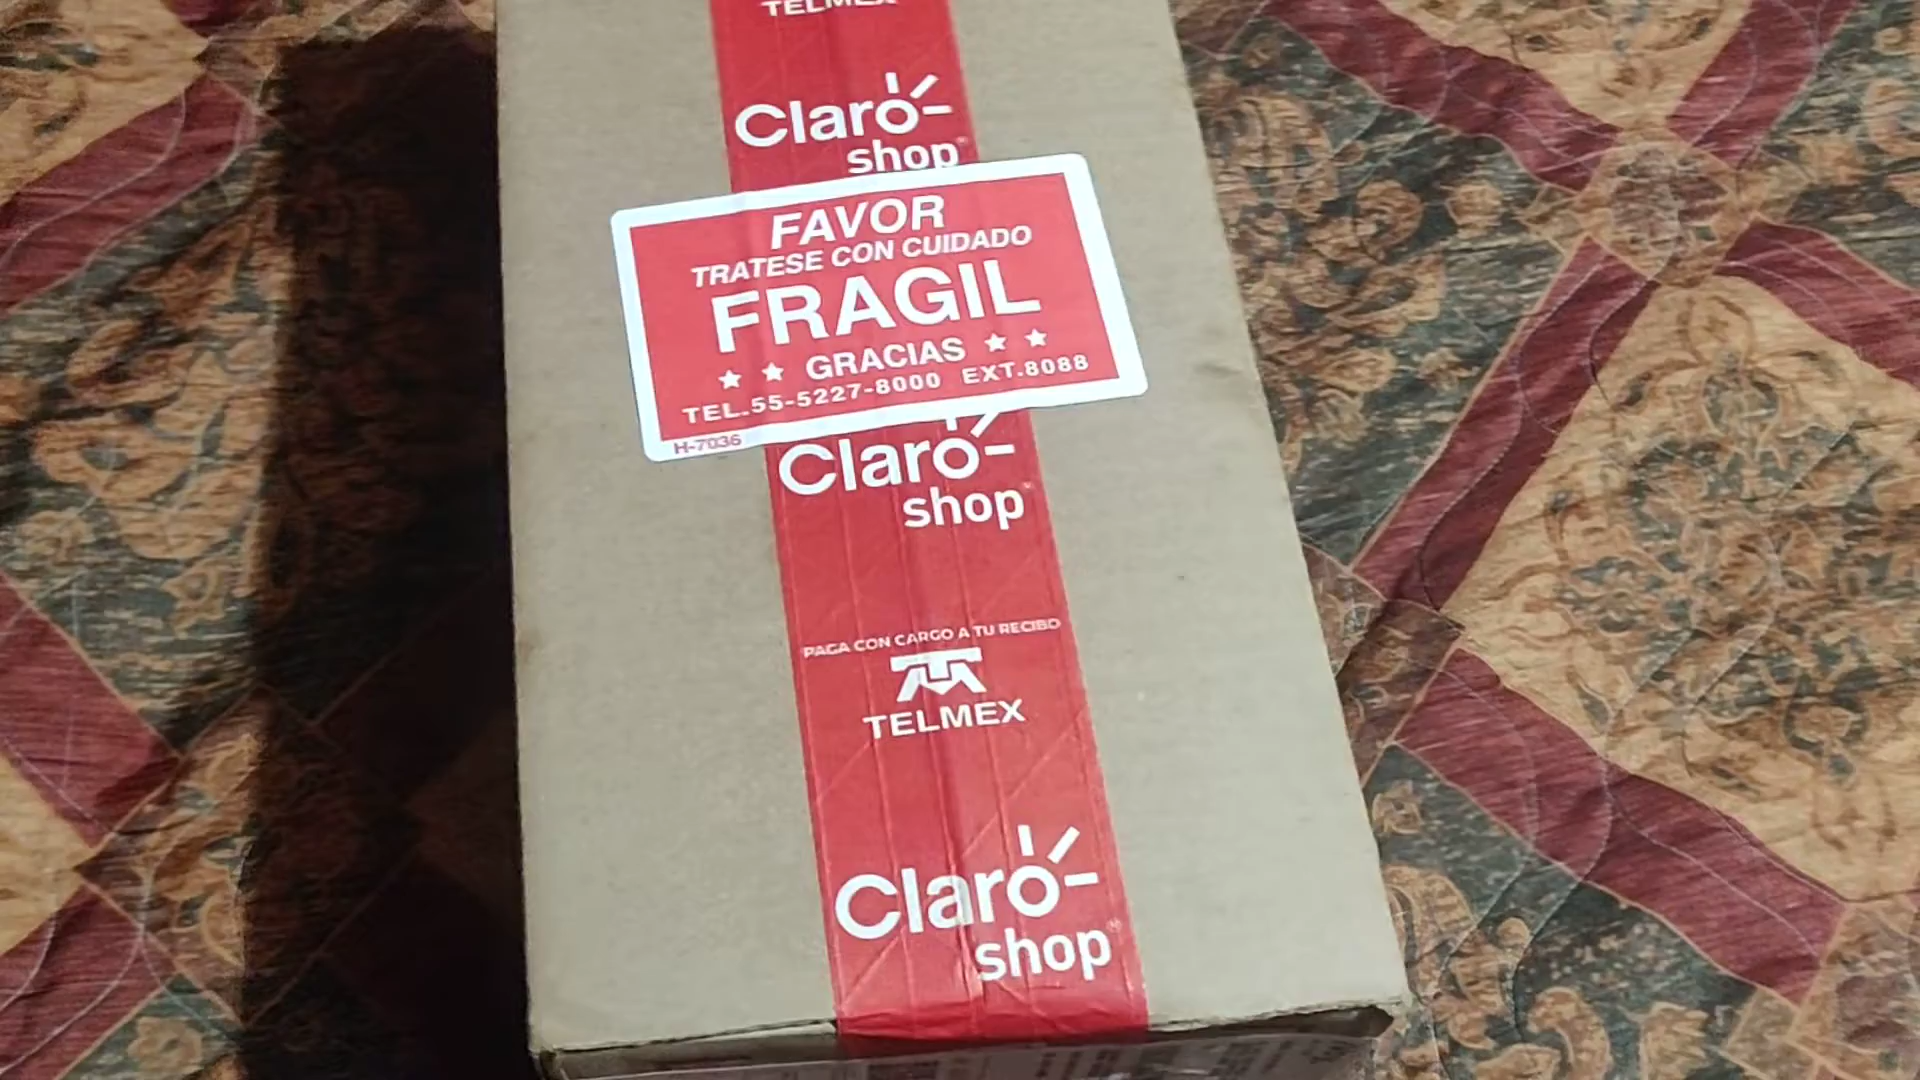 TELMEX
Claro
shop
FAVOR
TRATESE CON CUIDADO
FRAGIL
GRACIAS
TEL.55-5227-8000 EXT.8088
H-7036
Claro
shop
PAGA CON CARGO A TU RECIBO
TELMEX
Claro
shop